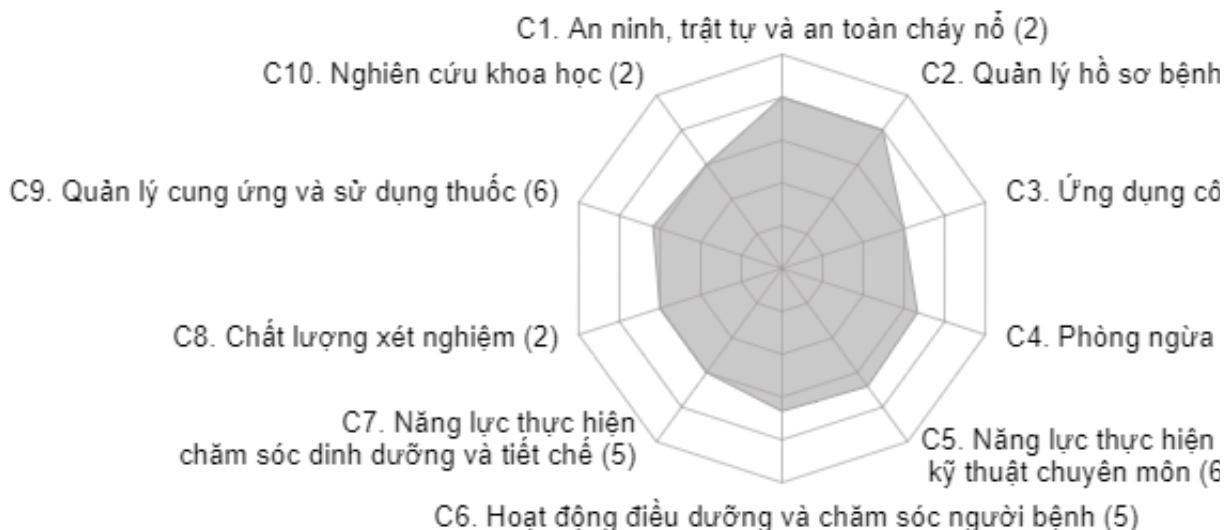 C1. An ninh, trật tự và an toàn cháy nổ (2)
C10. Nghiên cứu khoa học (2)
C2. Quản lý hồ sơ bệnh
C9. Quản lý cung ứng và sử dụng thuốc (6)
C3. Ứng dụng cô
C8. Chất lượng xét nghiệm (2)
C4. Phòng ngừa
C7. Năng lực thực hiện
chăm sóc dinh dưỡng và tiết chế (5)
C5. Năng lực thực hiện
kỹ thuật chuyên môn (6
C6. Hoạt động điều dưỡng và chăm sóc người bệnh (5)